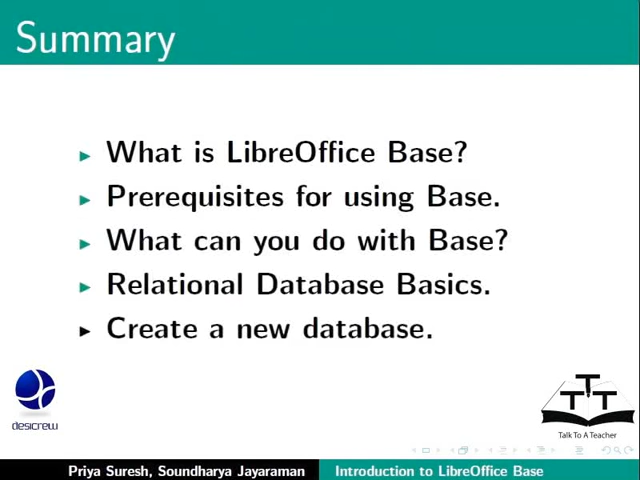 Summary
What is LibreOffice Base?
Prerequisites for using Base.
What can you do with Base?
Relational Database Basics.
Create a new database.
desicrew
T T T
Talk To A Teacher
Priya Suresh, Soundharya Jayaraman
Introduction to LibreOffice Base